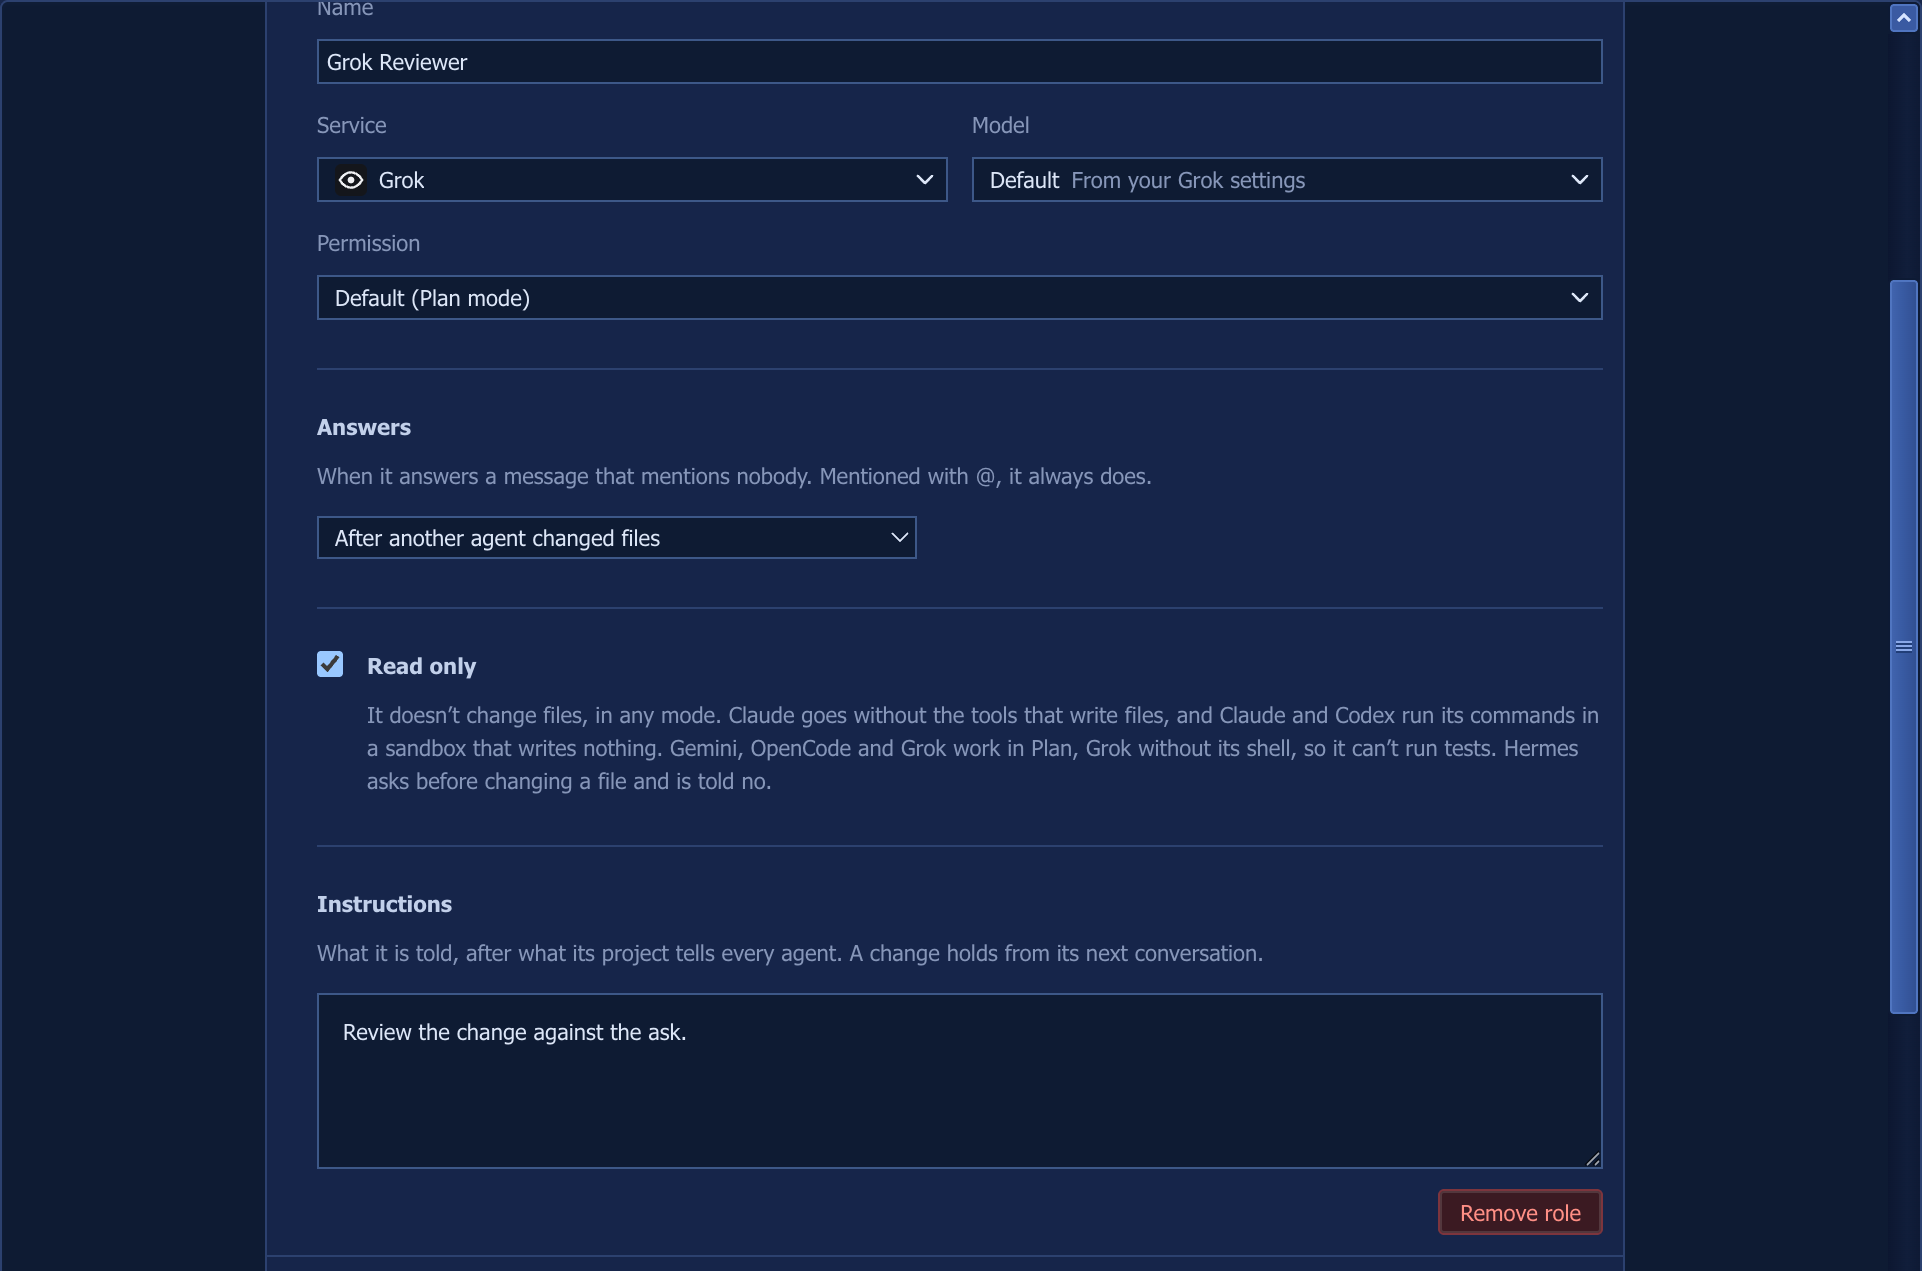 Name
Grok Reviewer
Service
Model
Grok
Default From your Grok settings
Permission
Default (Plan mode)
Answers
When it answers a message that mentions nobody. Mentioned with @, it always does.
After another agent changed files
Read only
It doesn’t change files, in any mode. Claude goes without the tools that write files, and Claude and Codex run its commands in
a sandbox that writes nothing. Gemini, OpenCode and Grok work in Plan, Grok without its shell, so it can’t run tests. Hermes
asks before changing a file and is told no.
Instructions
What it is told, after what its project tells every agent. A change holds from its next conversation.
Review the change against the ask.
Remove role